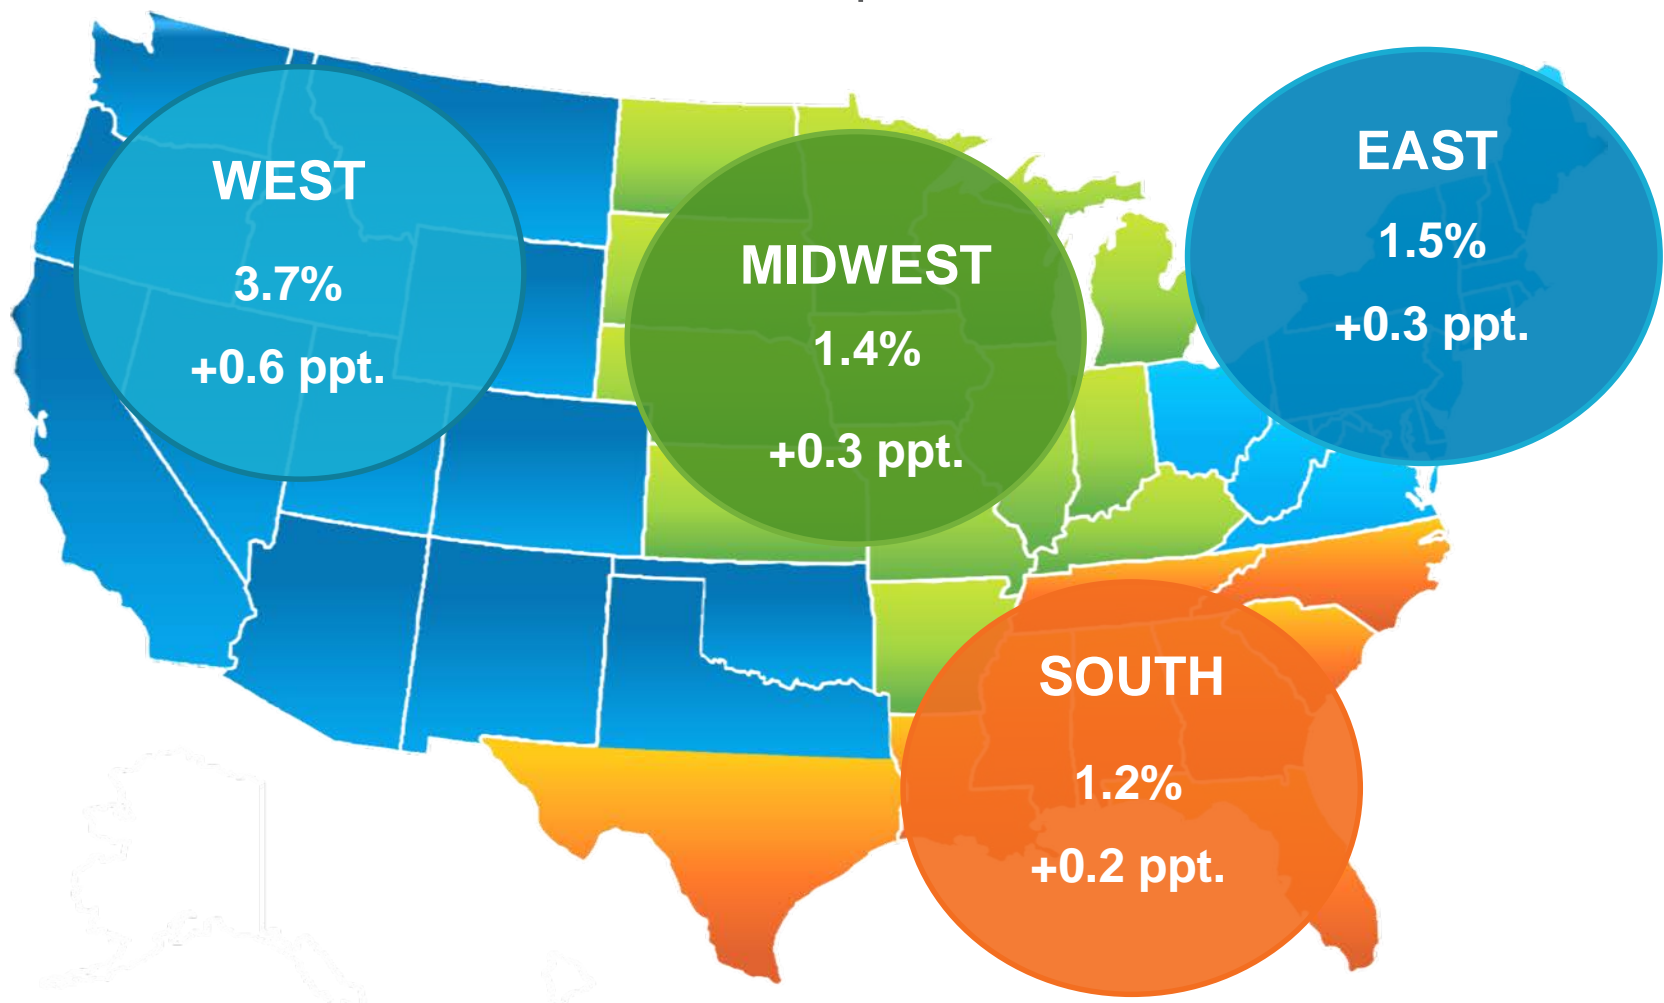 WEST
3.7%
+0.6 ppt.
MIDWEST
1.4%
+0.3 ppt.
EAST
1.5%
+0.3 ppt.
SOUTH
1.2%
+0.2 ppt.